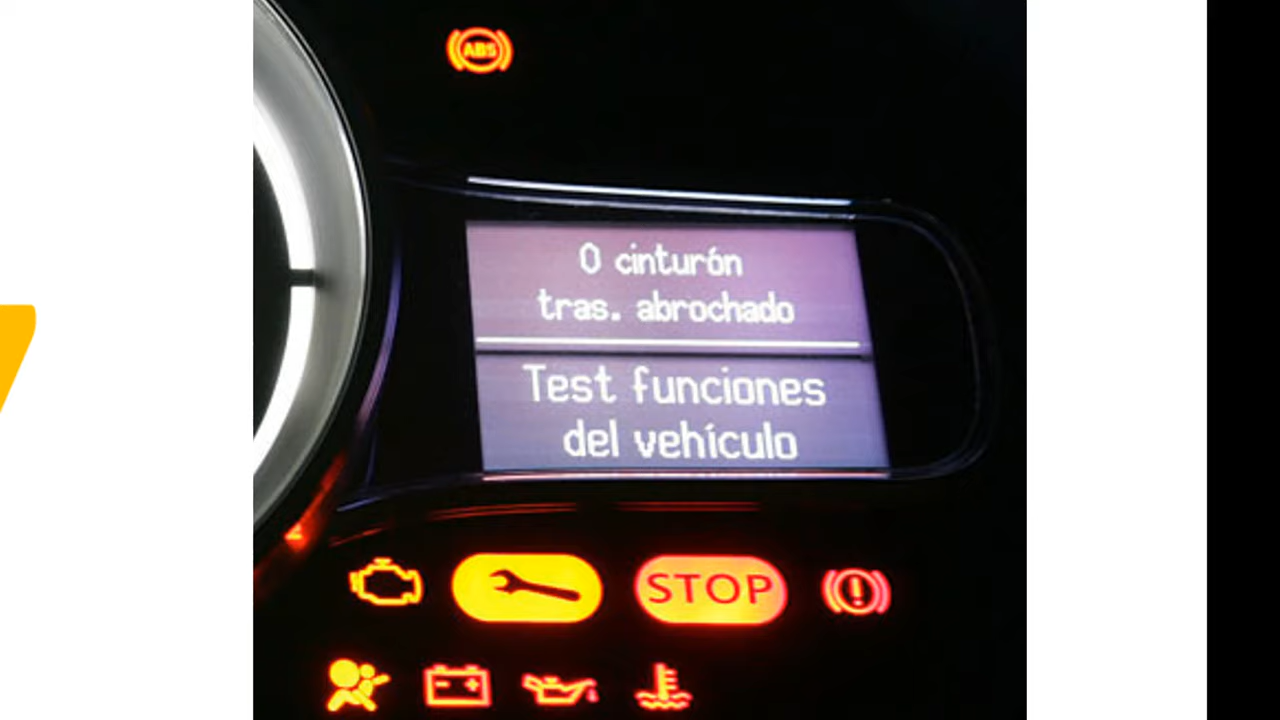 ABS
0 cinturón
tras. abrochado
Test funciones
del vehículo
STOP